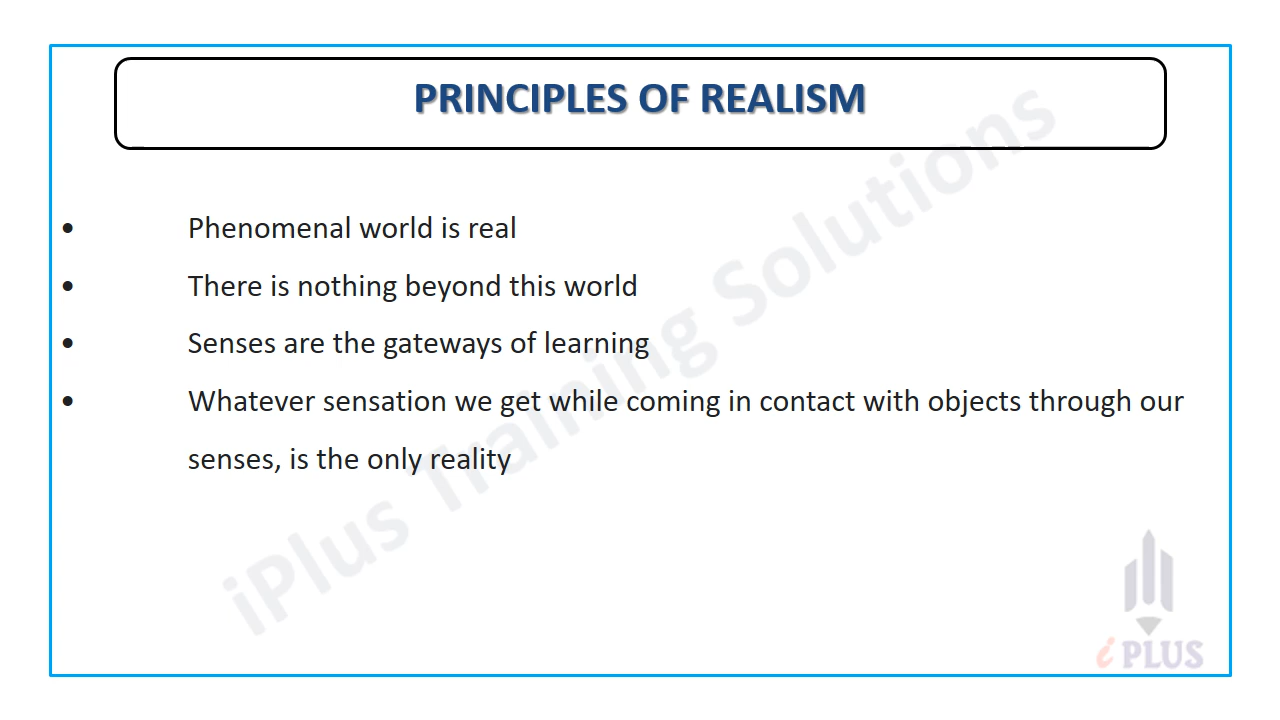 PRINCIPLES OF REALISM
• Phenomenal world is real
• There is nothing beyond this world
• Senses are the gateways of learning
• Whatever sensation we get while coming in contact with objects through our
senses, is the only reality
iPlus Training Solutions
i PLUS